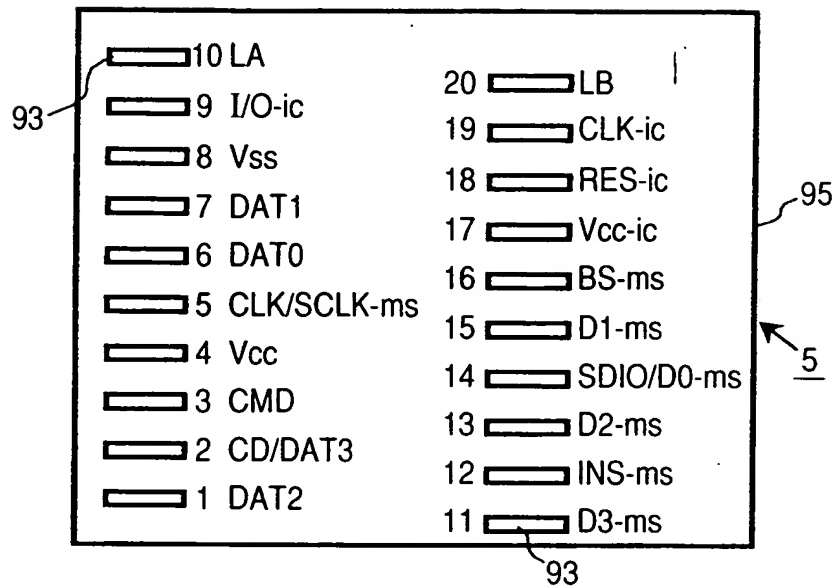 93
10 LA
9 I/O-ic
8 Vss
7 DAT1
6 DAT0
5 CLK/SCLK-ms
4 Vcc
3 CMD
2 CD/DAT3
1 DAT2
20 LB
19 CLK-ic
18 RES-ic
17 Vcc-ic
16 BS-ms
15 D1-ms
14 SDIO/D0-ms
13 D2-ms
12 INS-ms
11 D3-ms
93
95
5